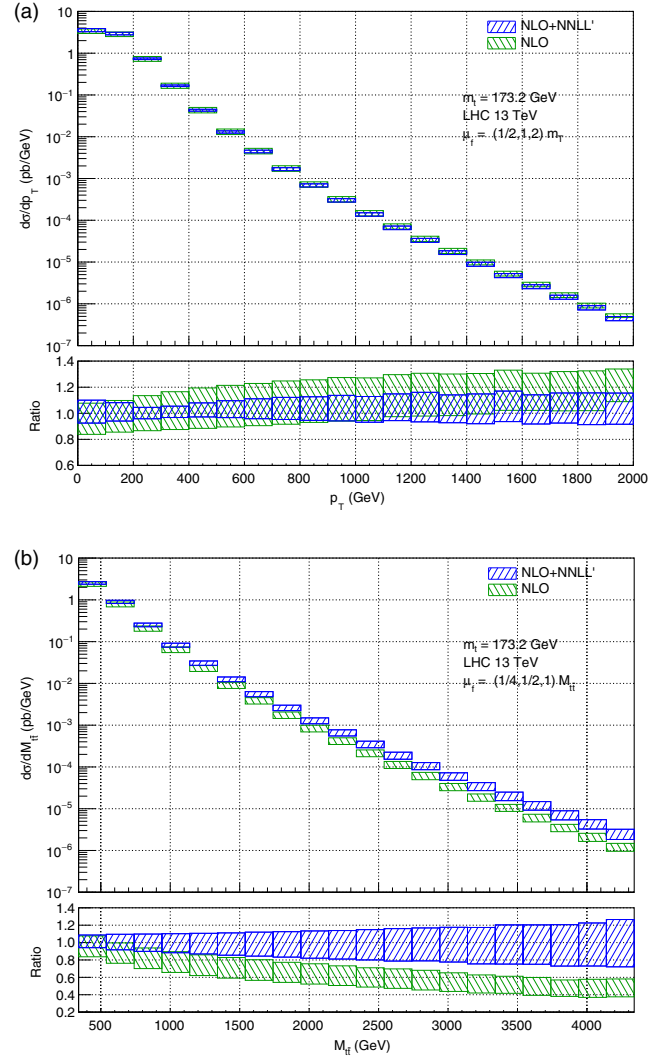 (a)
10
1
10⁻¹
10⁻²
10⁻³
10⁻⁴
10⁻⁵
10⁻⁶
10⁻⁷
dσ/dp_T (pb/GeV)
NLO+NNLL'
NLO
m_t = 173.2 GeV
LHC 13 TeV
μ_f = (1/2,1,2) m_T
1.4
1.2
1.0
0.8
0.6
Ratio
0 200 400 600 800 1000 1200 1400 1600 1800 2000
p_T (GeV)
(b)
10
1
10⁻¹
10⁻²
10⁻³
10⁻⁴
10⁻⁵
10⁻⁶
10⁻⁷
dσ/dM_tt̄ (pb/GeV)
NLO+NNLL'
NLO
m_t = 173.2 GeV
LHC 13 TeV
μ_f = (1/4,1/2,1) M_tt̄
1.4
1.2
1.0
0.8
0.6
0.4
0.2
Ratio
500 1000 1500 2000 2500 3000 3500 4000
M_tt̄ (GeV)